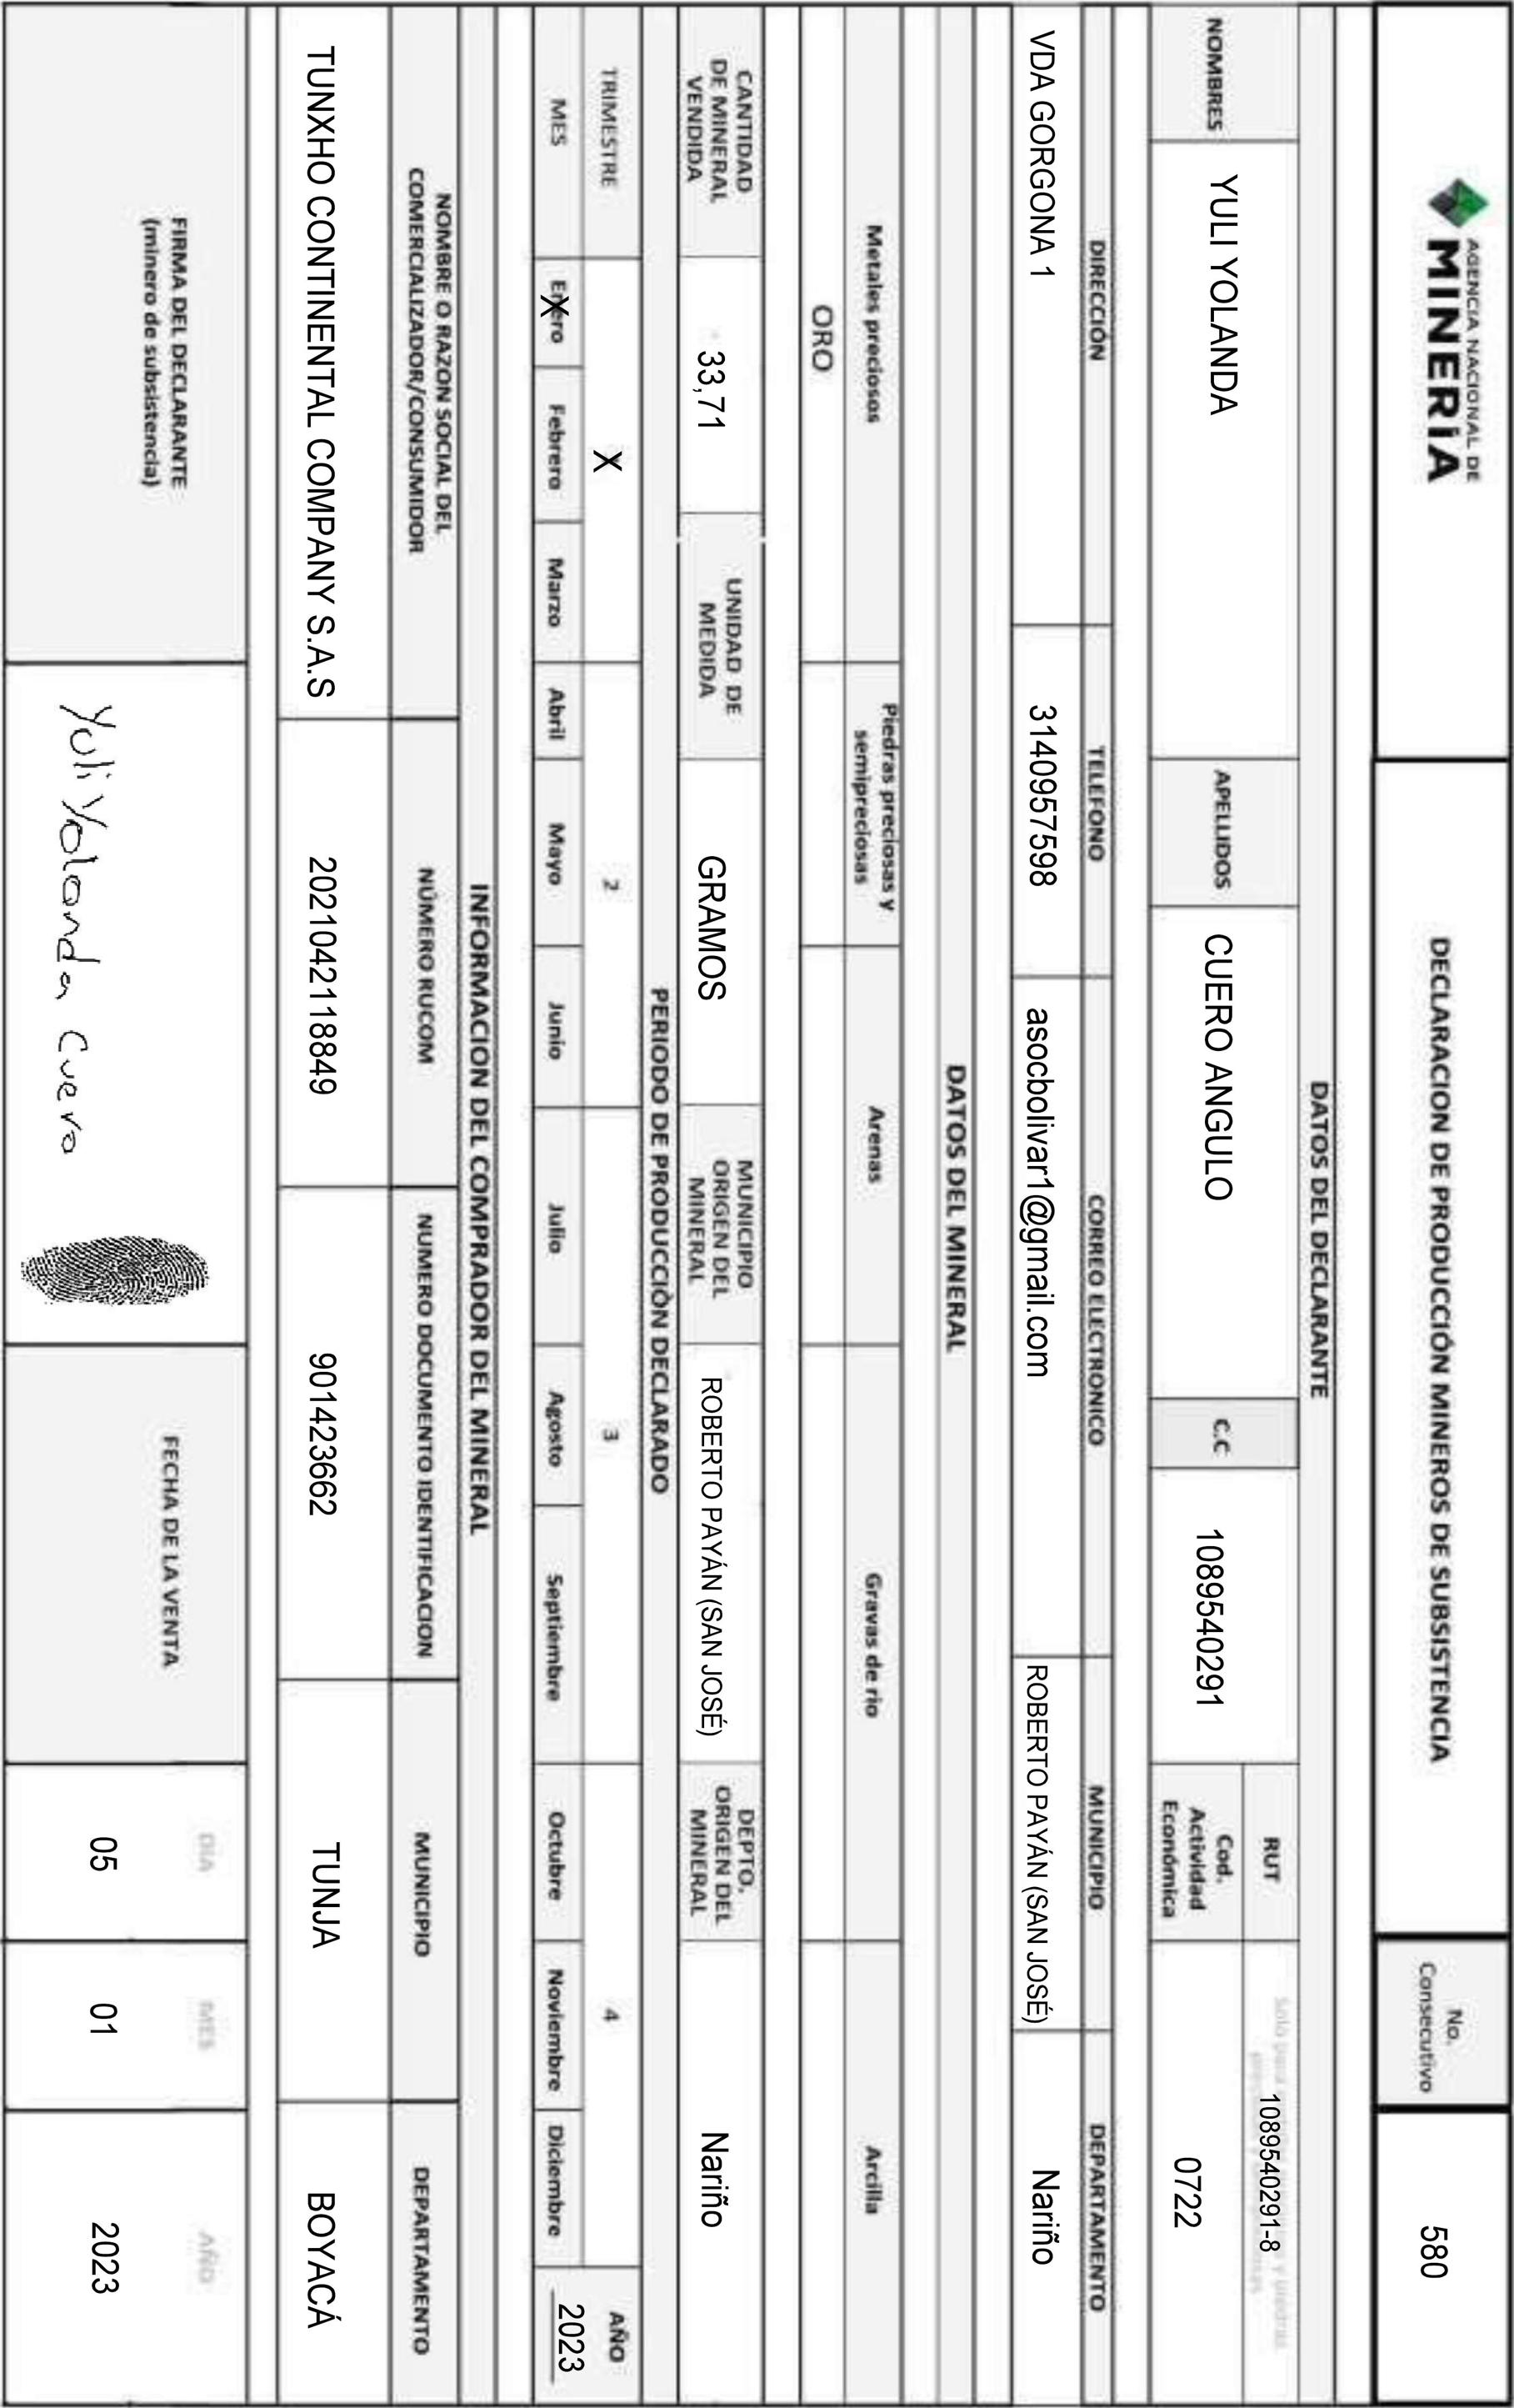 AGENCIA NACIONAL DE
MINERÍA
DECLARACION DE PRODUCCIÓN MINEROS DE SUBSISTENCIA
No.
Consecutivo
580
DATOS DEL DECLARANTE
NOMBRES
YULI YOLANDA
APELLIDOS
CUERO ANGULO
C.C
1089540291
RUT
Solo para
1089540291-8
y piedras
Cod.
Actividad
Económica
0722
DIRECCIÓN
TELEFONO
CORREO ELECTRONICO
MUNICIPIO
DEPARTAMENTO
VDA GORGONA 1
3140957598
asocbolivar1@gmail.com
ROBERTO PAYÁN (SAN JOSÉ)
Nariño
DATOS DEL MINERAL
Metales preciosos
Piedras preciosas y
semipreciosas
Arenas
Gravas de rio
Arcilla
ORO
CANTIDAD
DE MINERAL
VENDIDA
33,71
UNIDAD DE
MEDIDA
GRAMOS
MUNICIPIO
ORIGEN DEL
MINERAL
ROBERTO PAYÁN (SAN JOSÉ)
DEPTO.
ORIGEN DEL
MINERAL
Nariño
PERIODO DE PRODUCCIÓN DECLARADO
TRIMESTRE
X
2
3
4
AÑO
MES
Enero
X
Febrero
Marzo
Abril
Mayo
Junio
Julio
Agosto
Septiembre
Octubre
Noviembre
Diciembre
2023
INFORMACIÓN DEL COMPRADOR DEL MINERAL
NOMBRE O RAZON SOCIAL DEL
COMERCIALIZADOR/CONSUMIDOR
NÚMERO RUCOM
NUMERO DOCUMENTO IDENTIFICACION
MUNICIPIO
DEPARTAMENTO
TUNXHO CONTINENTAL COMPANY S.A.S
2021042118849
901423662
TUNJA
BOYACÁ
FIRMA DEL DECLARANTE
(minero de subsistencia)
Yuli Yolanda Cuero
FECHA DE LA VENTA
DÍA
MES
AÑO
05
01
2023